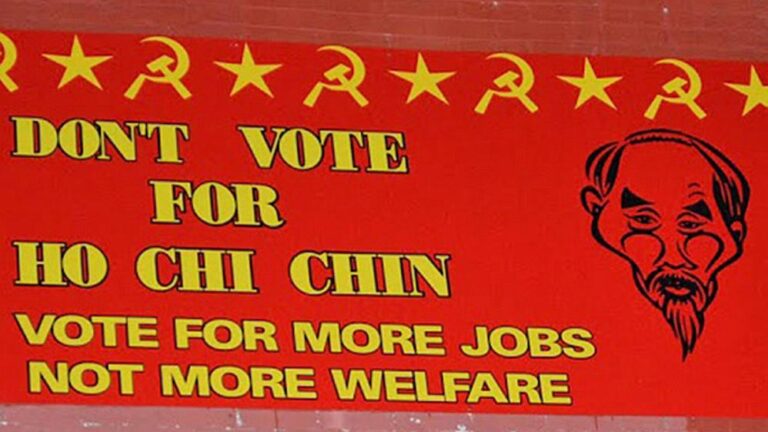 DON'T VOTE
FOR
HO CHI CHIN
VOTE FOR MORE JOBS
NOT MORE WELFARE